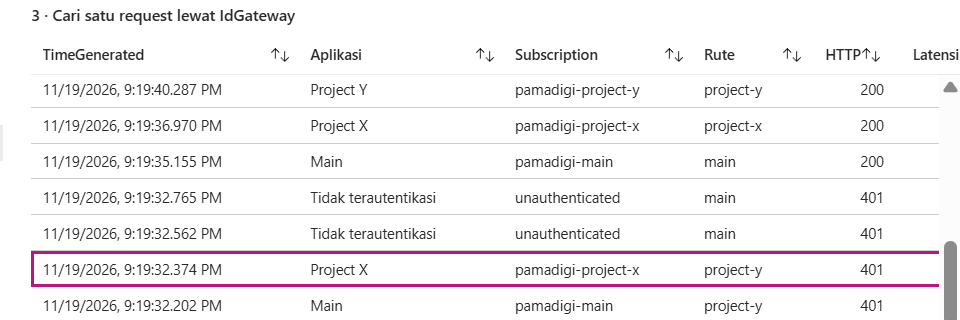 3 · Cari satu request lewat IdGateway
TimeGenerated ↑↓ Aplikasi ↑↓ Subscription ↑↓ Rute ↑↓ HTTP↑↓ Latensi
11/19/2026, 9:19:40.287 PM Project Y pamadigi-project-y project-y 200
11/19/2026, 9:19:36.970 PM Project X pamadigi-project-x project-x 200
11/19/2026, 9:19:35.155 PM Main pamadigi-main main 200
11/19/2026, 9:19:32.765 PM Tidak terautentikasi unauthenticated main 401
11/19/2026, 9:19:32.562 PM Tidak terautentikasi unauthenticated main 401
11/19/2026, 9:19:32.374 PM Project X pamadigi-project-x project-y 401
11/19/2026, 9:19:32.202 PM Main pamadigi-main project-y 401